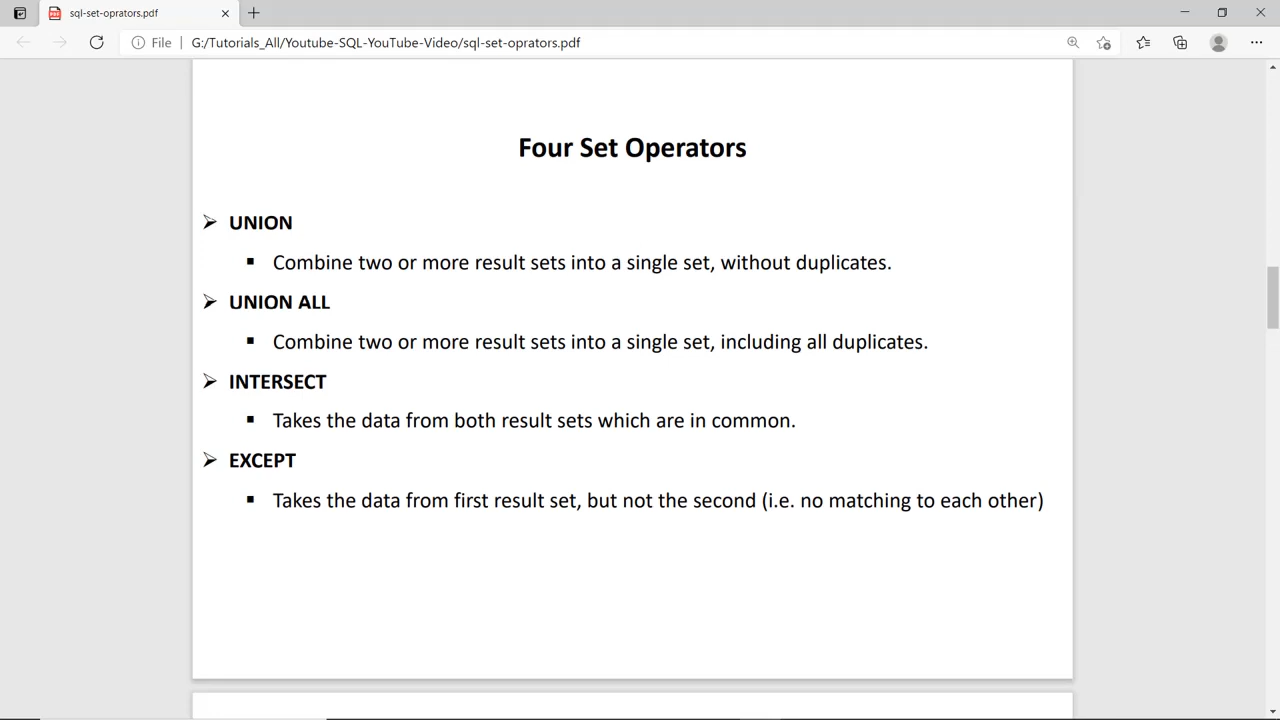 sql-set-oprators.pdf
File
G:/Tutorials_All/Youtube-SQL-YouTube-Video/sql-set-oprators.pdf
Four Set Operators
UNION
Combine two or more result sets into a single set, without duplicates.
UNION ALL
Combine two or more result sets into a single set, including all duplicates.
INTERSECT
Takes the data from both result sets which are in common.
EXCEPT
Takes the data from first result set, but not the second (i.e. no matching to each other)